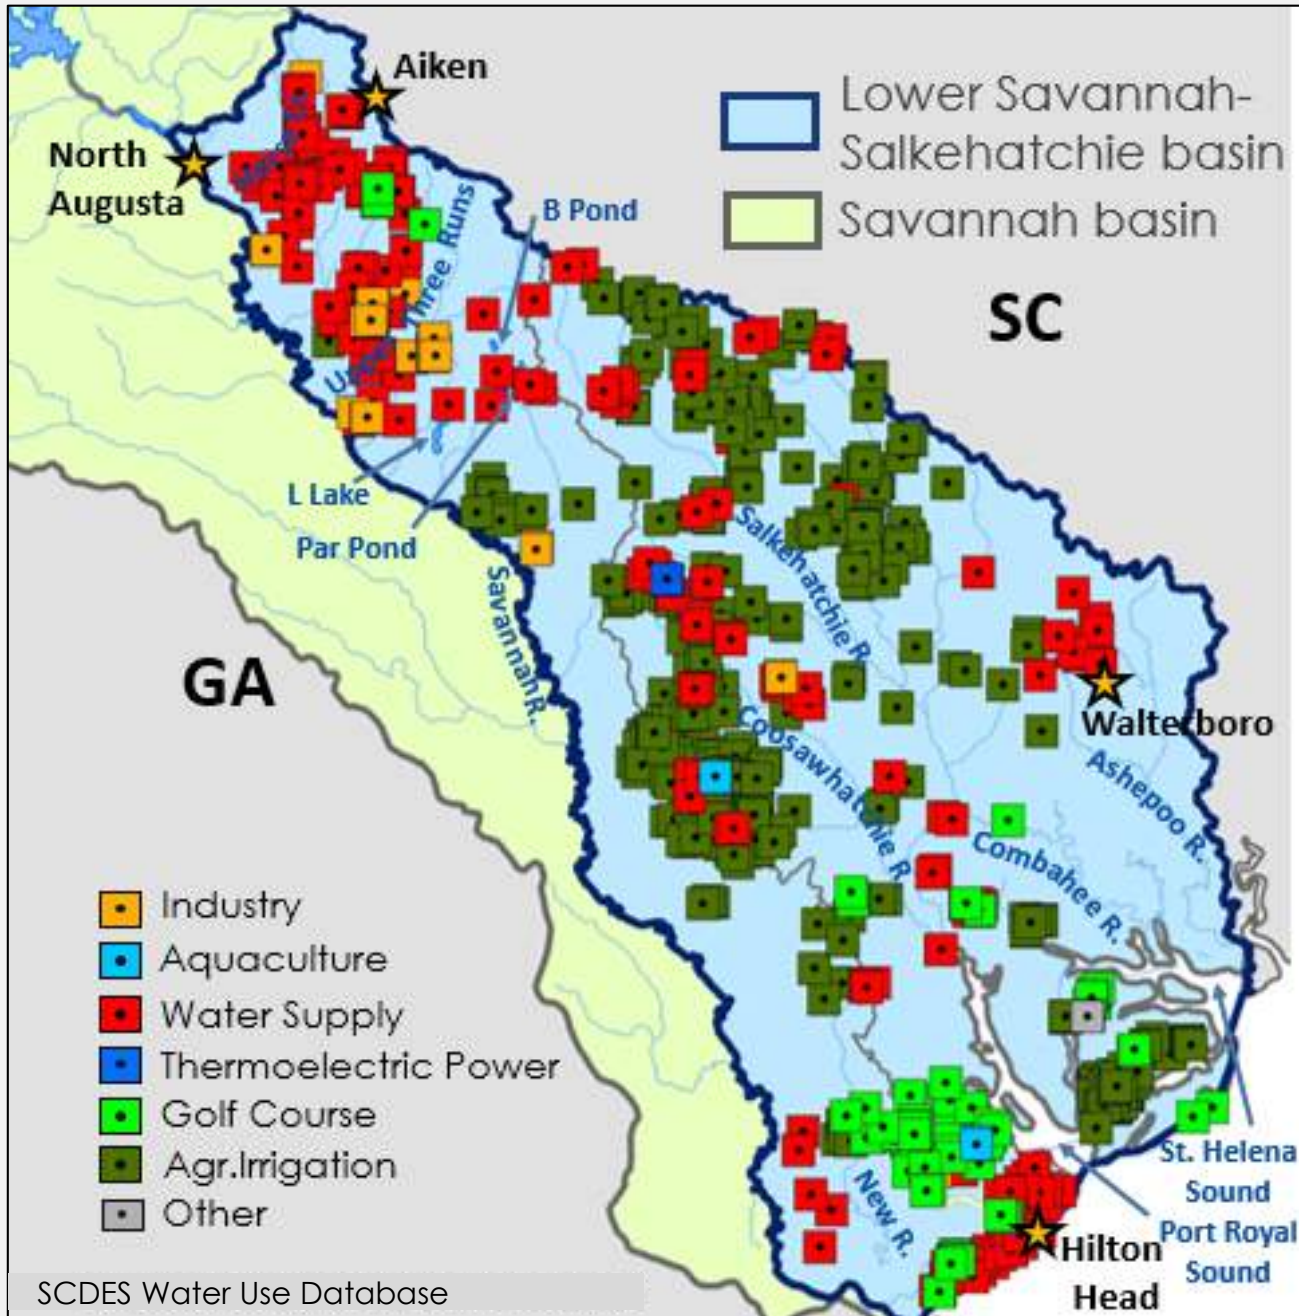 Aiken
North
Augusta
Lower Savannah-
Salkehatchie basin
Savannah basin
B Pond
Upper Three Runs
SC
L Lake
Par Pond
Savannah R.
Salkehatchie R.
GA
Coosawhatchie R.
Walterboro
Ashepoo R.
Combahee R.
Industry
Aquaculture
Water Supply
Thermoelectric Power
Golf Course
Agr.Irrigation
Other
St. Helena
Sound
Port Royal
Sound
New R.
Hilton
Head
SCDES Water Use Database